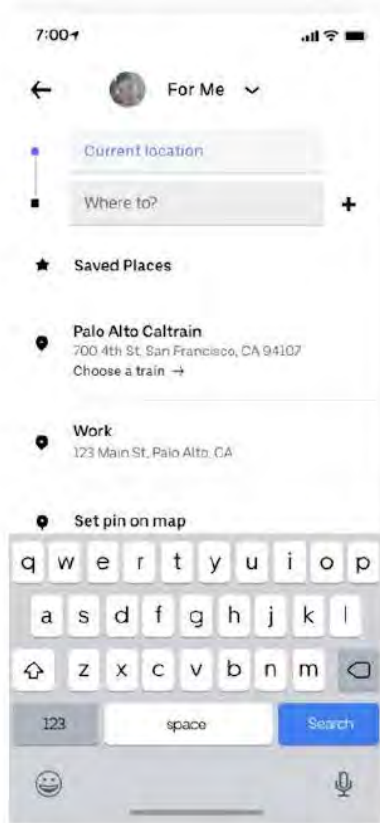 7:00
For Me
Current location
Where to?
+
Saved Places
Palo Alto Caltrain
700 4th St, San Francisco, CA 94107
Choose a train →
Work
123 Main St, Palo Alto, CA
Set pin on map
q w e r t y u i o p
a s d f g h j k l
z x c v b n m
123 space Search